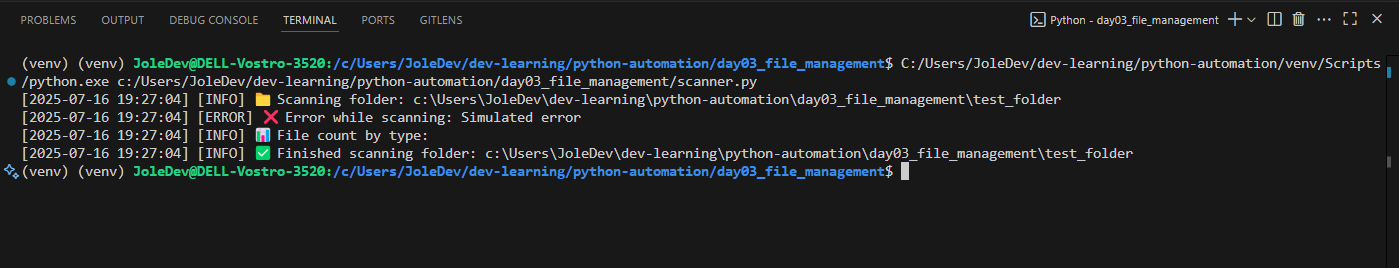 PROBLEMS OUTPUT DEBUG CONSOLE TERMINAL PORTS GITLENS Python - day03_file_management
(venv) (venv) JoleDev@DELL-Vostro-3520:/c/Users/JoleDev/dev-learning/python-automation/day03_file_management$ C:/Users/JoleDev/dev-learning/python-automation/venv/Scripts
/python.exe c:/Users/JoleDev/dev-learning/python-automation/day03_file_management/scanner.py
[2025-07-16 19:27:04] [INFO] 📁 Scanning folder: c:\Users\JoleDev\dev-learning\python-automation\day03_file_management\test_folder
[2025-07-16 19:27:04] [ERROR] ❌ Error while scanning: Simulated error
[2025-07-16 19:27:04] [INFO] 📊 File count by type:
[2025-07-16 19:27:04] [INFO] ✅ Finished scanning folder: c:\Users\JoleDev\dev-learning\python-automation\day03_file_management\test_folder
(venv) (venv) JoleDev@DELL-Vostro-3520:/c/Users/JoleDev/dev-learning/python-automation/day03_file_management$